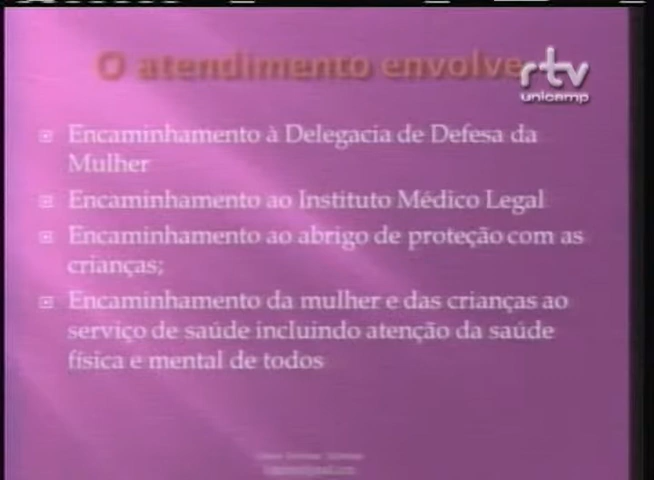 O atendimento envolve
rtv
unicamp
Encaminhamento à Delegacia de Defesa da
Mulher
Encaminhamento ao Instituto Médico Legal
Encaminhamento ao abrigo de proteção com as
crianças;
Encaminhamento da mulher e das crianças ao
serviço de saúde incluindo atenção da saúde
física e mental de todos